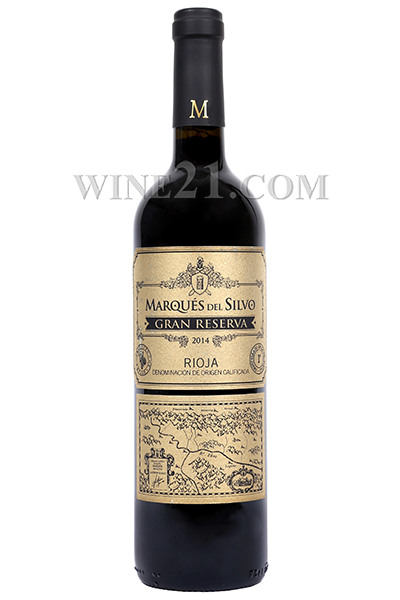 M
WINE21.COM
MARQUÉS DEL SILVO
GRAN RESERVA
2014
RIOJA
DENOMINACIÓN DE ORIGEN CALIFICADA